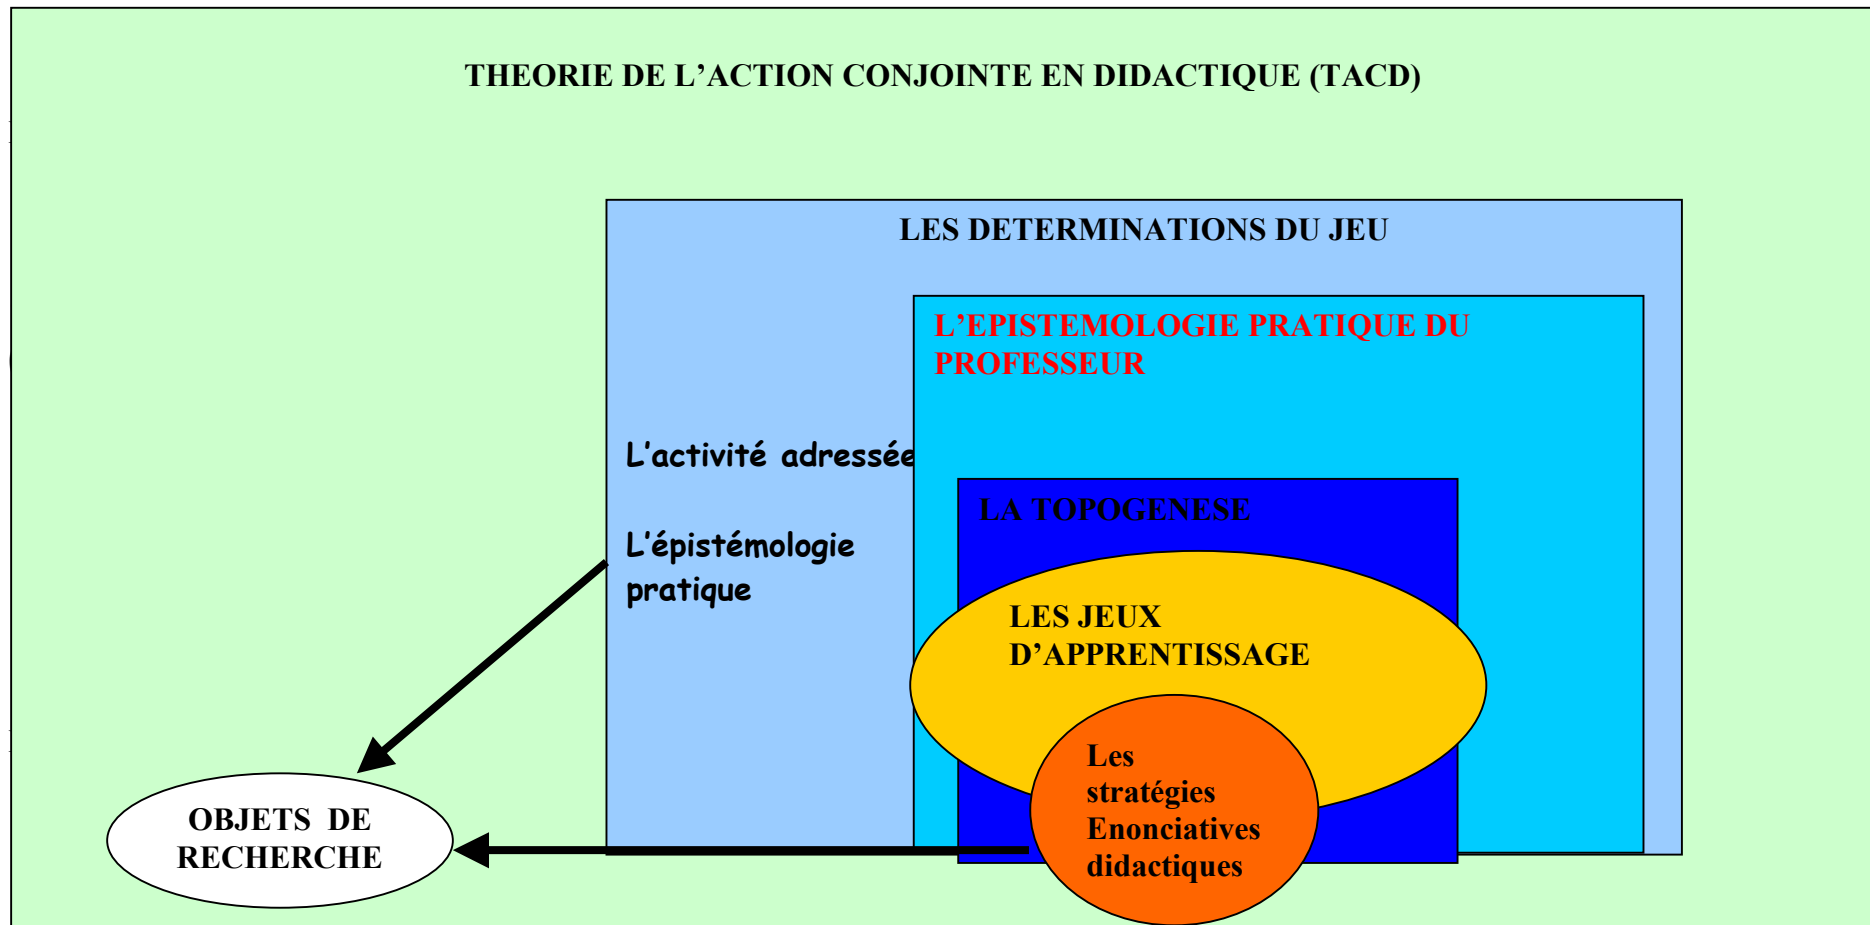 THEORIE DE L’ACTION CONJOINTE EN DIDACTIQUE (TACD)
LES DETERMINATIONS DU JEU
L’EPISTEMOLOGIE PRATIQUE DU
PROFESSEUR
L’activité adressée
L’épistémologie
pratique
LA TOPOGENESE
LES JEUX
D’APPRENTISSAGE
Les
stratégies
Enonciatives
didactiques
OBJETS DE
RECHERCHE